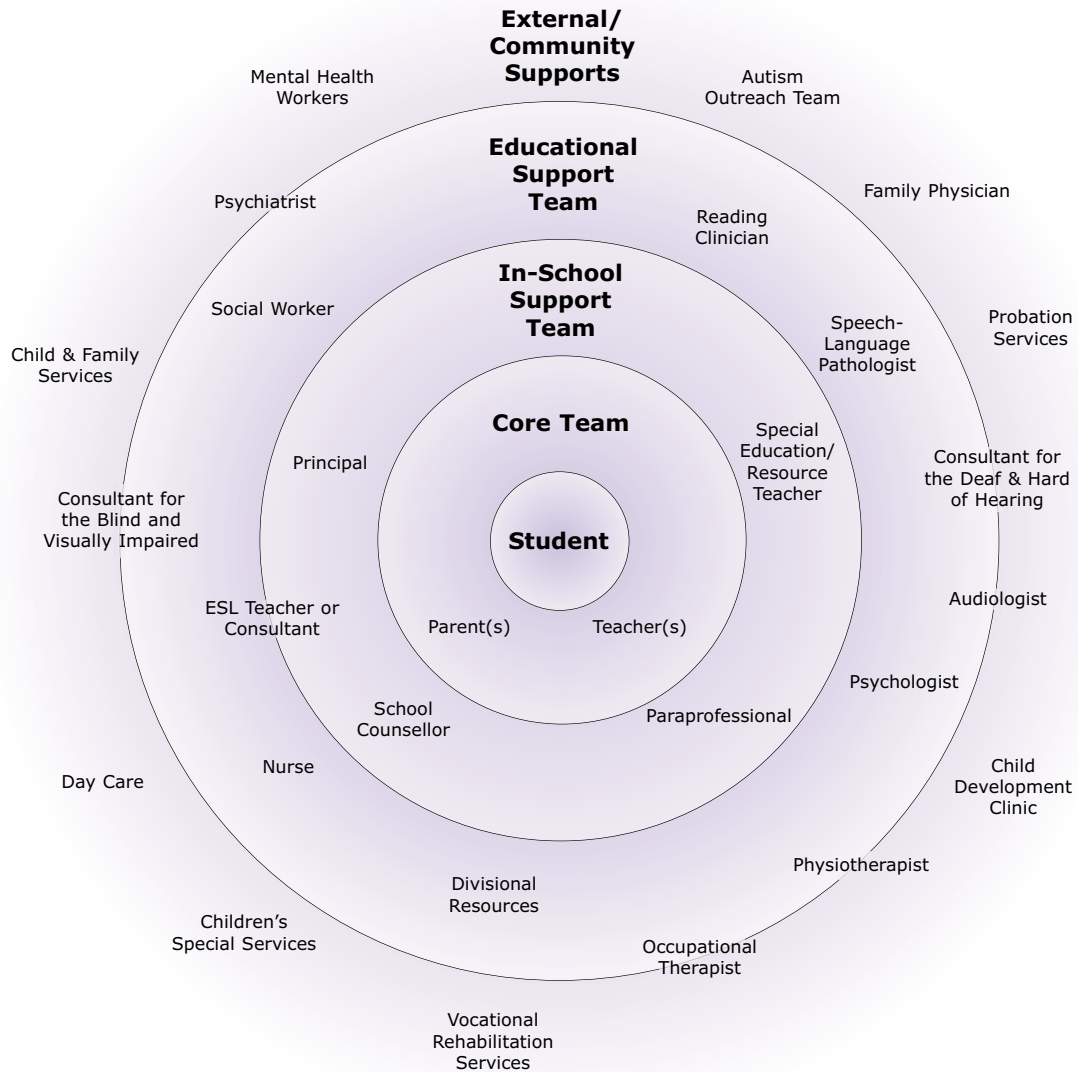 External/
Community
Supports
Mental Health
Workers
Autism
Outreach Team
Educational
Support
Team
Psychiatrist
Family Physician
Reading
Clinician
In-School
Support
Team
Social Worker
Probation
Services
Speech-
Language
Pathologist
Child & Family
Services
Core Team
Special
Education/
Resource
Teacher
Principal
Consultant for
the Deaf & Hard
of Hearing
Consultant for
the Blind and
Visually Impaired
Student
Audiologist
ESL Teacher or
Consultant
Parent(s)
Teacher(s)
Psychologist
School
Counsellor
Paraprofessional
Nurse
Day Care
Child
Development
Clinic
Physiotherapist
Divisional
Resources
Children’s
Special Services
Occupational
Therapist
Vocational
Rehabilitation
Services